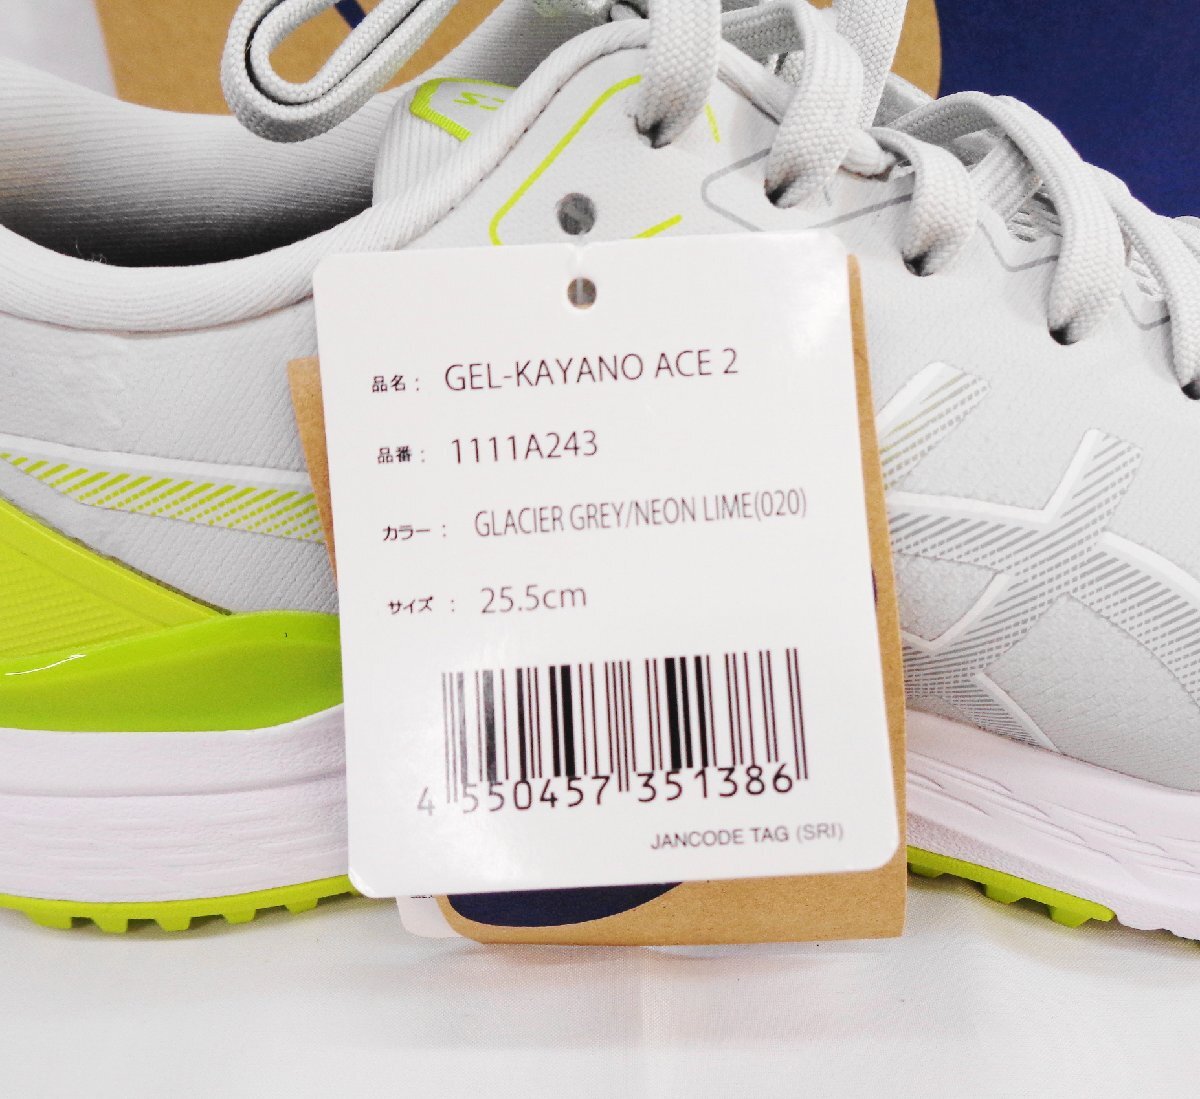 品名： GEL-KAYANO ACE 2
品番： 1111A243
カラー： GLACIER GREY/NEON LIME(020)
サイズ： 25.5cm
4 550457 351386
JANCODE TAG (SRI)